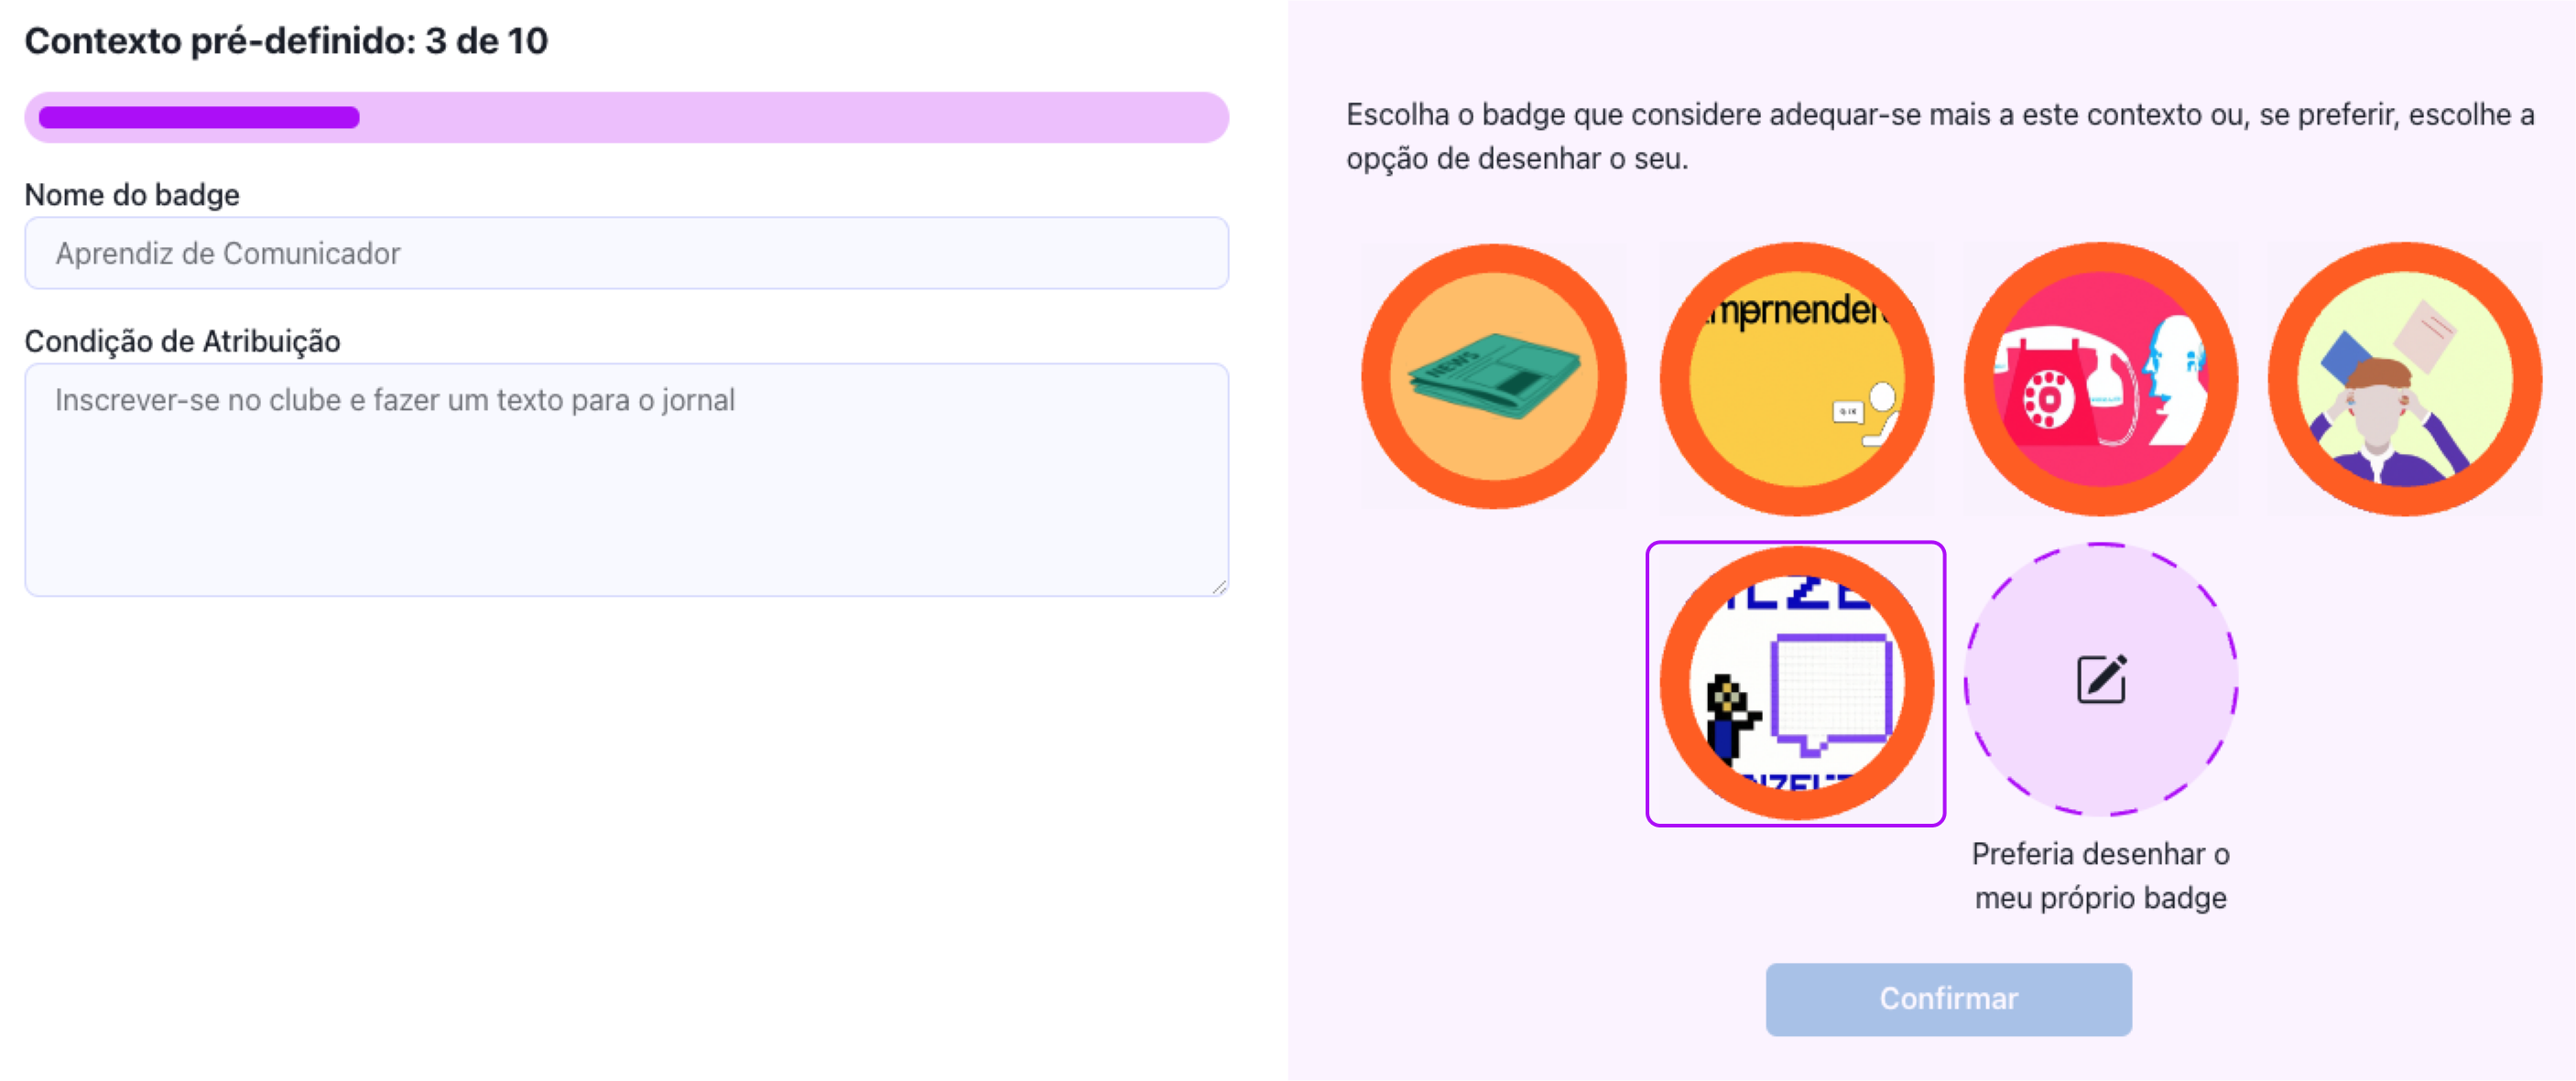 Contexto pré-definido: 3 de 10
Nome do badge
Aprendiz de Comunicador
Condição de Atribuição
Inscrever-se no clube e fazer um texto para o jornal
Escolha o badge que considere adequar-se mais a este contexto ou, se preferir, escolhe a
opção de desenhar o seu.
NEWS
mprnender
Preferia desenhar o
meu próprio badge
Confirmar